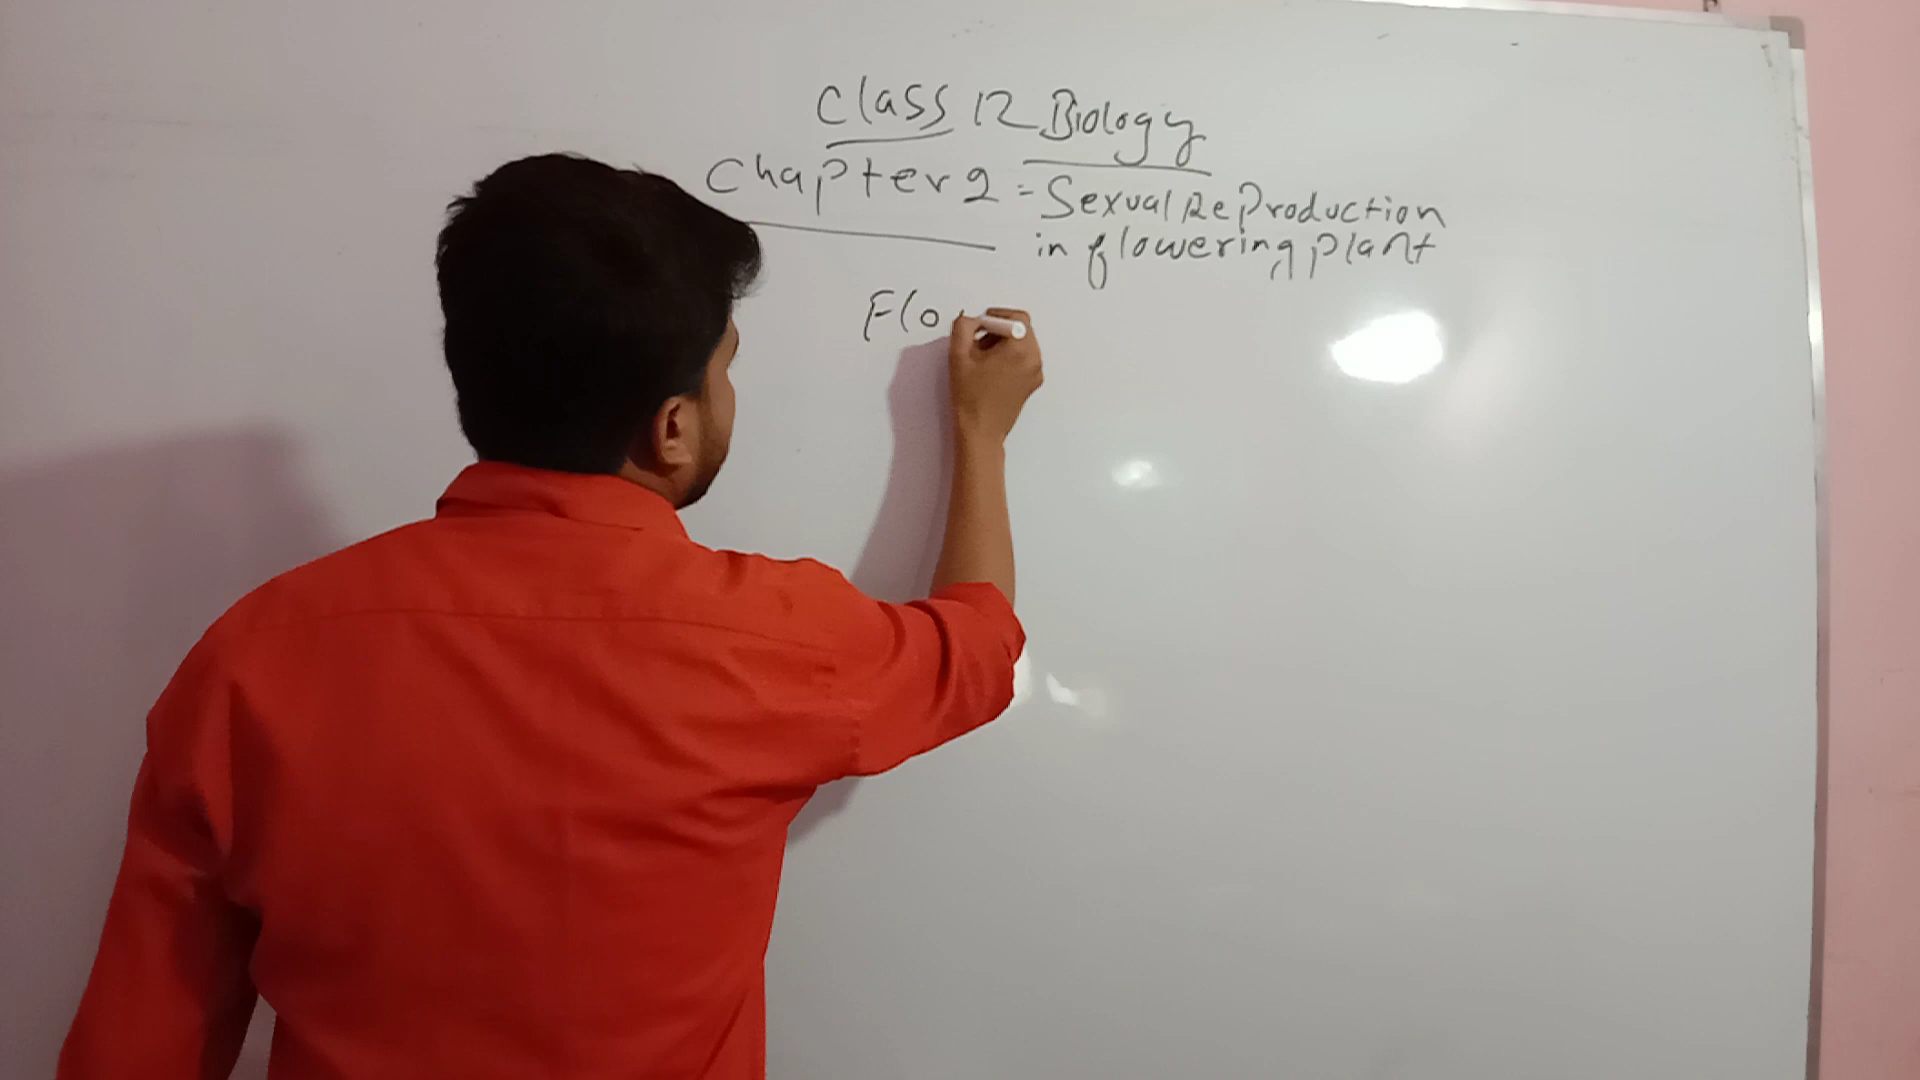 Class 12 Biology
Chapter 2 = Sexual Reproduction
in flowering plant
Flo